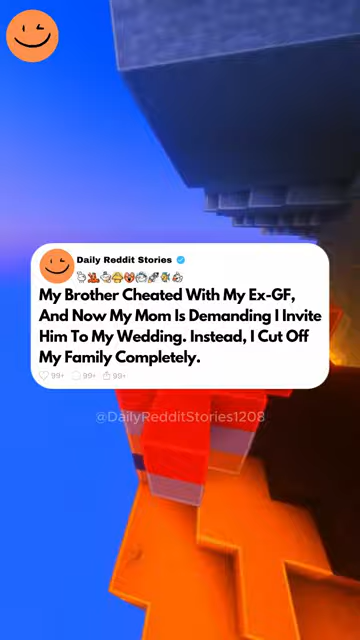 Daily Reddit Stories
My Brother Cheated With My Ex-GF,
And Now My Mom Is Demanding I Invite
Him To My Wedding. Instead, I Cut Off
My Family Completely.
99+ 99+ 99+
@DailyRedditStories1208